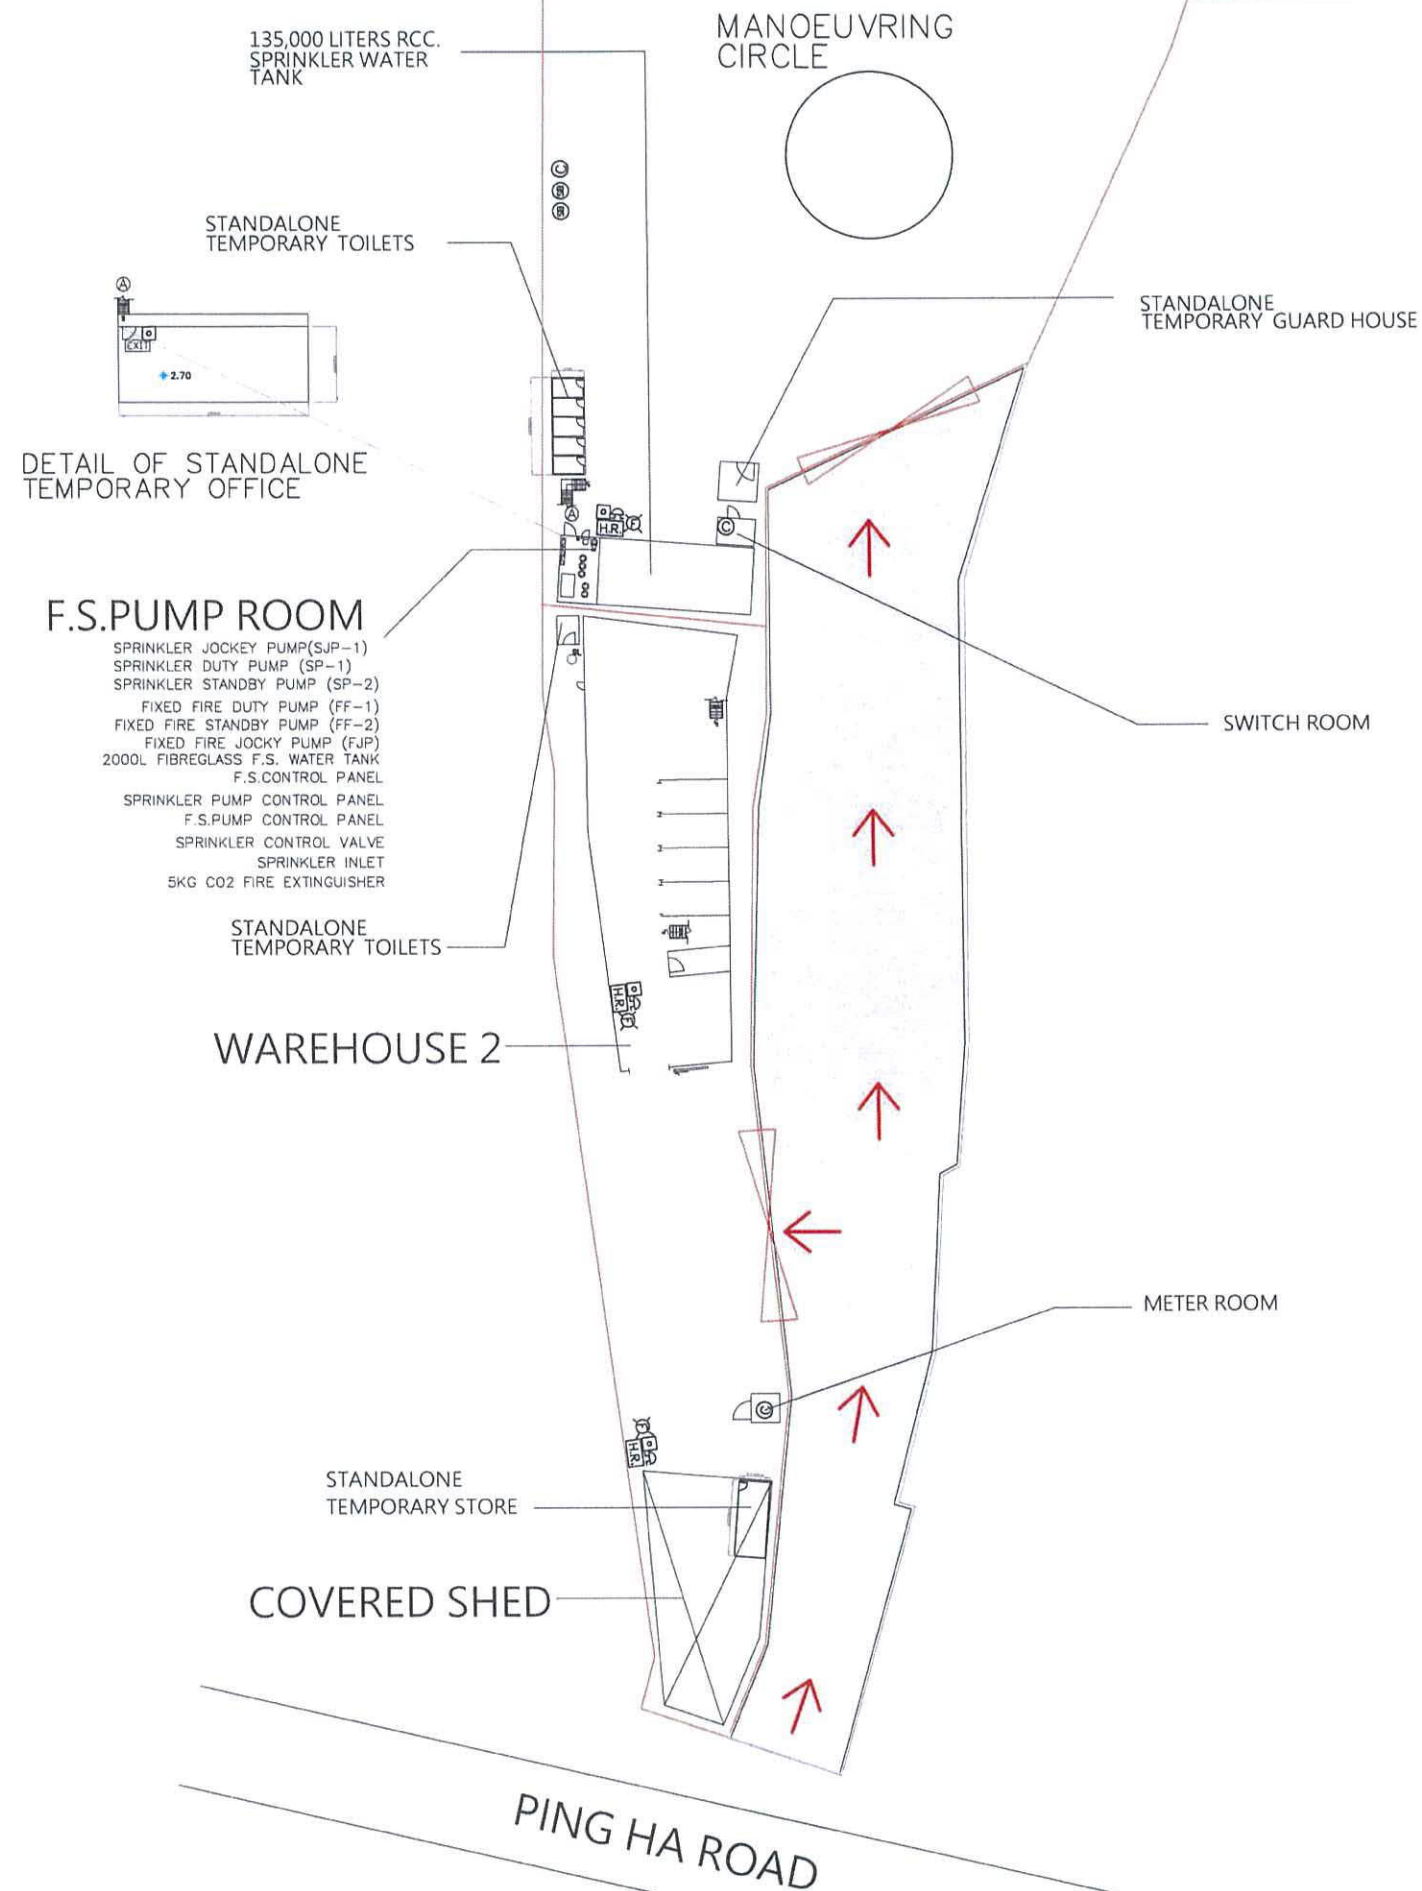 MANOEUVRING
CIRCLE
135,000 LITERS RCC.
SPRINKLER WATER
TANK
C
STANDALONE
TEMPORARY TOILETS
A
EXIT
2.70
STANDALONE
TEMPORARY GUARD HOUSE
DETAIL OF STANDALONE
TEMPORARY OFFICE
A
H.R.
F
C
F.S.PUMP ROOM
SPRINKLER JOCKEY PUMP(SJP-1)
SPRINKLER DUTY PUMP (SP-1)
SPRINKLER STANDBY PUMP (SP-2)
FIXED FIRE DUTY PUMP (FF-1)
FIXED FIRE STANDBY PUMP (FF-2)
FIXED FIRE JOCKY PUMP (FJP)
2000L FIBREGLASS F.S. WATER TANK
F.S.CONTROL PANEL
SPRINKLER PUMP CONTROL PANEL
F.S.PUMP CONTROL PANEL
SPRINKLER CONTROL VALVE
SPRINKLER INLET
5KG CO2 FIRE EXTINGUISHER
SWITCH ROOM
STANDALONE
TEMPORARY TOILETS
H.R.
F
WAREHOUSE 2
METER ROOM
C
F
H.R.
STANDALONE
TEMPORARY STORE
COVERED SHED
PING HA ROAD